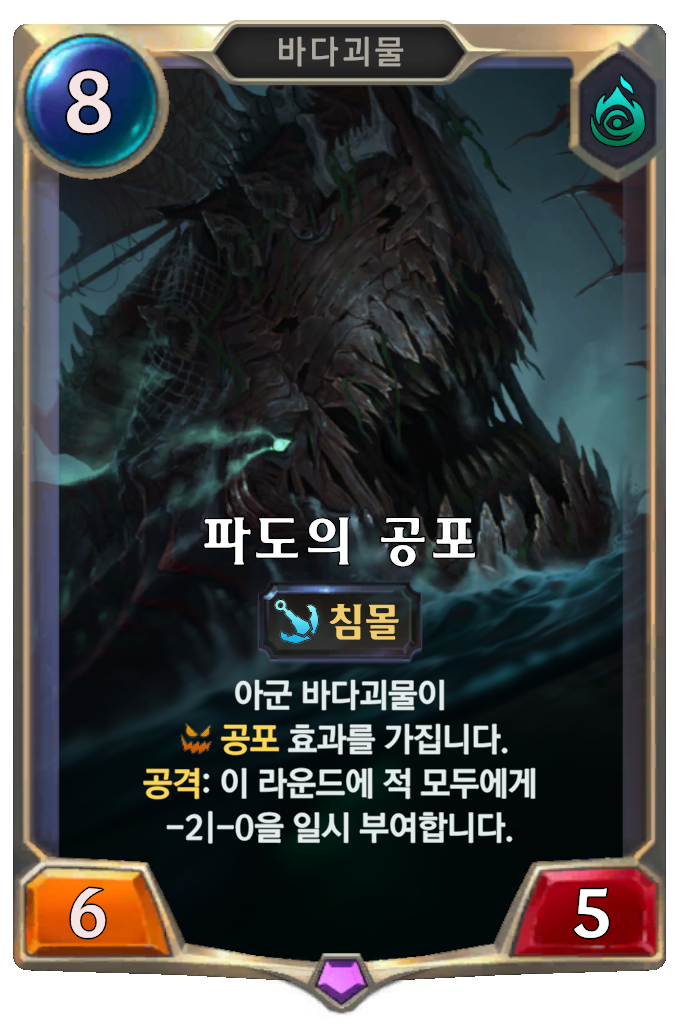 바다괴물
8
파도의 공포
침몰
아군 바다괴물이
공포 효과를 가집니다.
공격: 이 라운드에 적 모두에게
-2|-0을 일시 부여합니다.
6
5